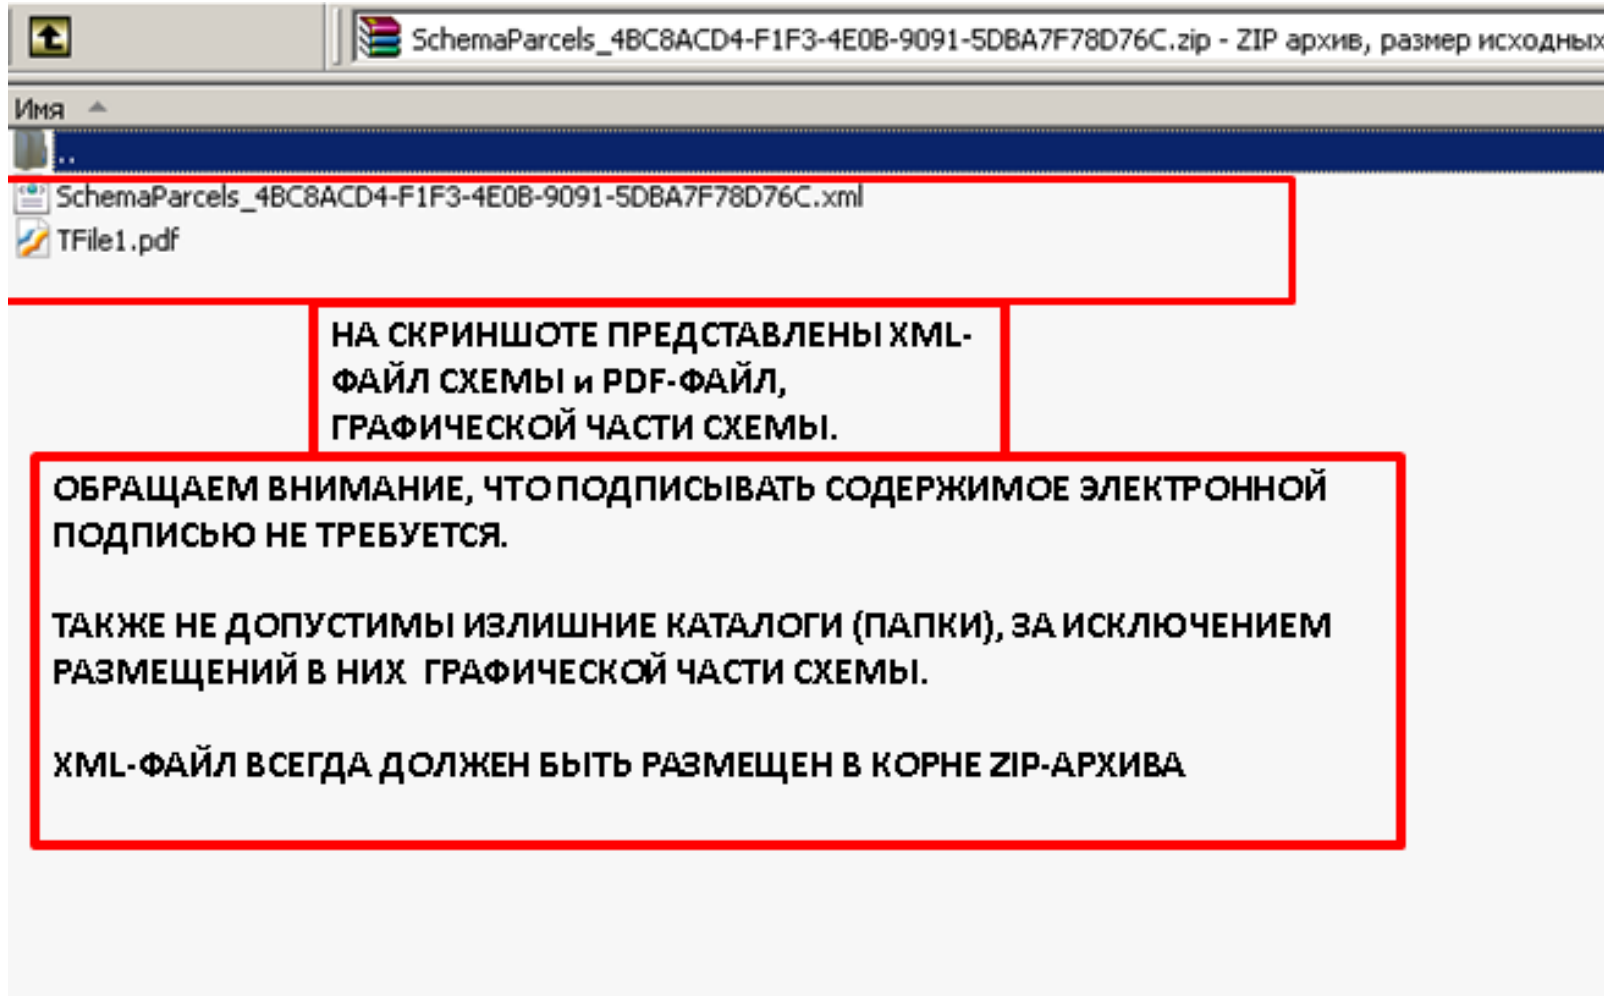 SchemaParcels_4BC8ACD4-F1F3-4E0B-9091-5DBA7F78D76C.zip - ZIP архив, размер исходных
Имя
..
SchemaParcels_4BC8ACD4-F1F3-4E0B-9091-5DBA7F78D76C.xml
TFile1.pdf
НА СКРИНШОТЕ ПРЕДСТАВЛЕНЫ XML-
ФАЙЛ СХЕМЫ и PDF-ФАЙЛ,
ГРАФИЧЕСКОЙ ЧАСТИ СХЕМЫ.
ОБРАЩАЕМ ВНИМАНИЕ, ЧТО ПОДПИСЫВАТЬ СОДЕРЖИМОЕ ЭЛЕКТРОННОЙ
ПОДПИСЬЮ НЕ ТРЕБУЕТСЯ.
ТАКЖЕ НЕ ДОПУСТИМЫ ИЗЛИШНИЕ КАТАЛОГИ (ПАПКИ), ЗА ИСКЛЮЧЕНИЕМ
РАЗМЕЩЕНИЙ В НИХ ГРАФИЧЕСКОЙ ЧАСТИ СХЕМЫ.
XML-ФАЙЛ ВСЕГДА ДОЛЖЕН БЫТЬ РАЗМЕЩЕН В КОРНЕ ZIP-АРХИВА